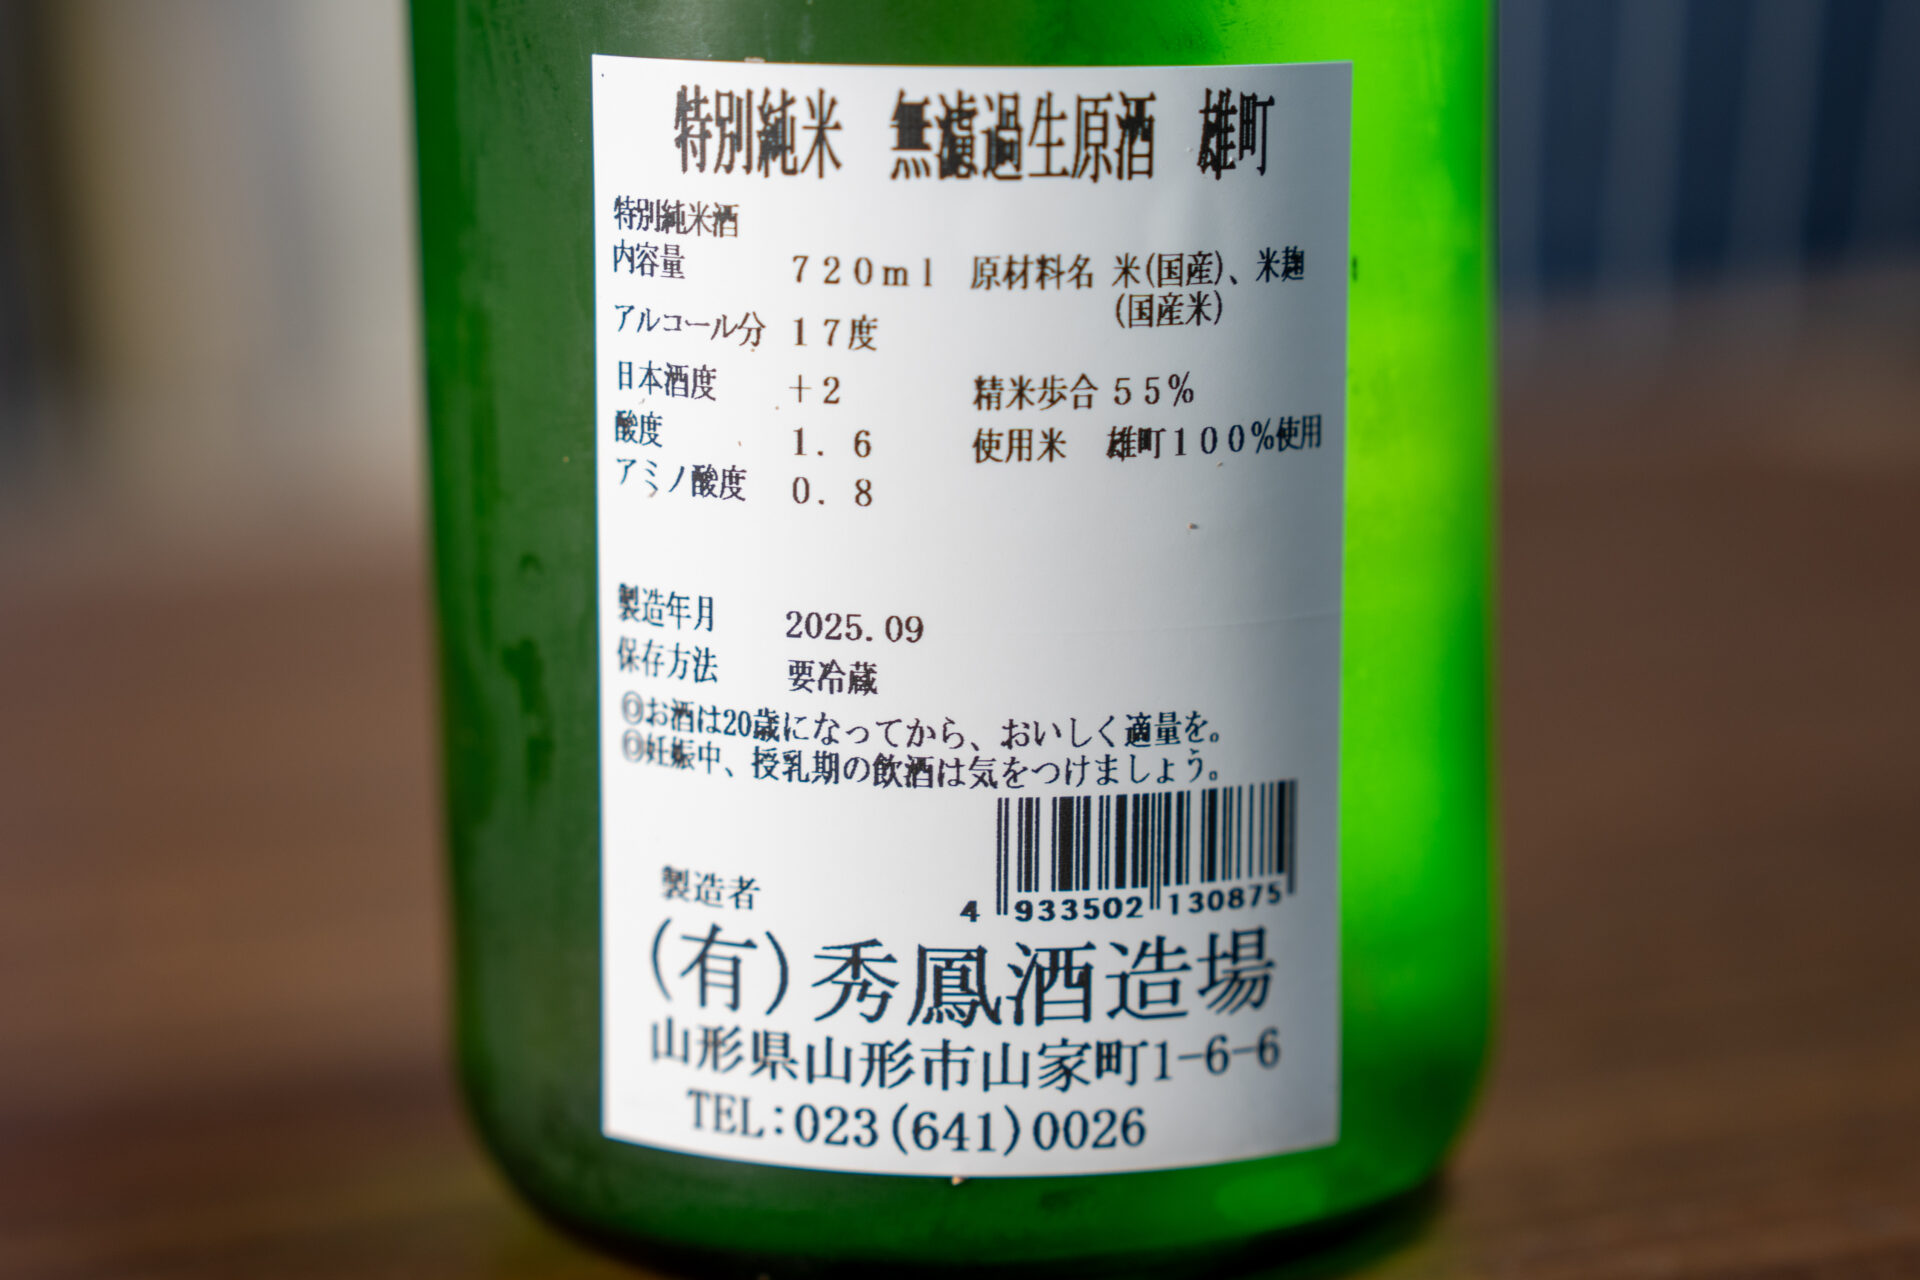 特別純米　無濾過生原酒　雄町
特別純米酒
内容量　７２０ｍｌ　原材料名　米(国産)、米麹
(国産米)
アルコール分　１７度
日本酒度　＋２　精米歩合　５５％
酸度　１．６　使用米　雄町１００％使用
アミノ酸度　０．８
製造年月　2025.09
保存方法　要冷蔵
◎お酒は20歳になってから、おいしく適量を。
◎妊娠中、授乳期の飲酒は気をつけましょう。
4 933502 130875
製造者
(有)秀鳳酒造場
山形県山形市山家町1-6-6
TEL:023(641)0026